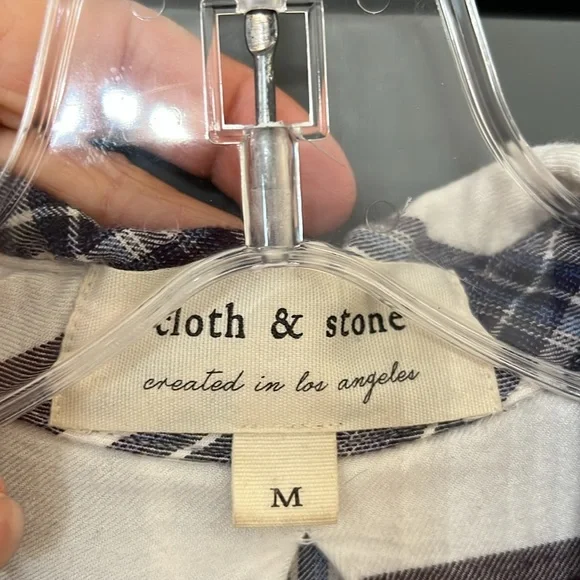 cloth & stone
created in los angeles
M